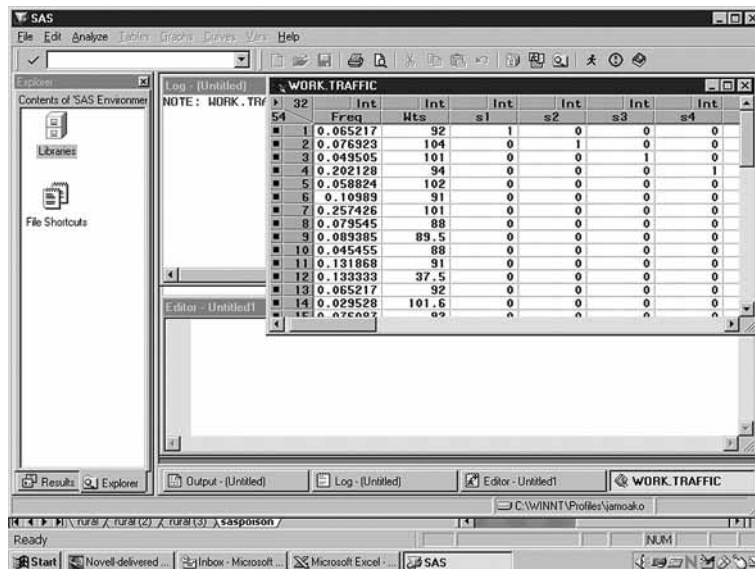 SAS
File Edit Analyze Tables Graphs Curves Vars Help
Explorer
Contents of 'SAS Environmen
Libraries
File Shortcuts
Log - (Untitled)
NOTE: WORK.TRA
WORK.TRAFFIC
32 Int Int Int Int Int Int
54 Freq Wts s1 s2 s3 s4
1 0.065217 92 1 0 0 0
2 0.076923 104 0 1 0 0
3 0.049505 101 0 0 1 0
4 0.202128 94 0 0 0 1
5 0.058824 102 0 0 0 0
6 0.10989 91 0 0 0 0
7 0.257426 101 0 0 0 0
8 0.079545 88 0 0 0 0
9 0.089385 89.5 0 0 0 0
10 0.045455 88 0 0 0 0
11 0.131868 91 0 0 0 0
12 0.133333 37.5 0 0 0 0
13 0.065217 92 0 0 0 0
14 0.029528 101.6 0 0 0 0
15 0.076087 92 0 0 0 0
Editor - Untitled1
Results Explorer
Output - (Untitled) Log - (Untitled) Editor - Untitled1 WORK.TRAFFIC
C:\WINNT\Profiles\jamoako
rural rural (2) rural (3) saspoison
Ready NUM
Start Novell-delivered ... Inbox - Microsoft ... Microsoft Excel - ... SAS